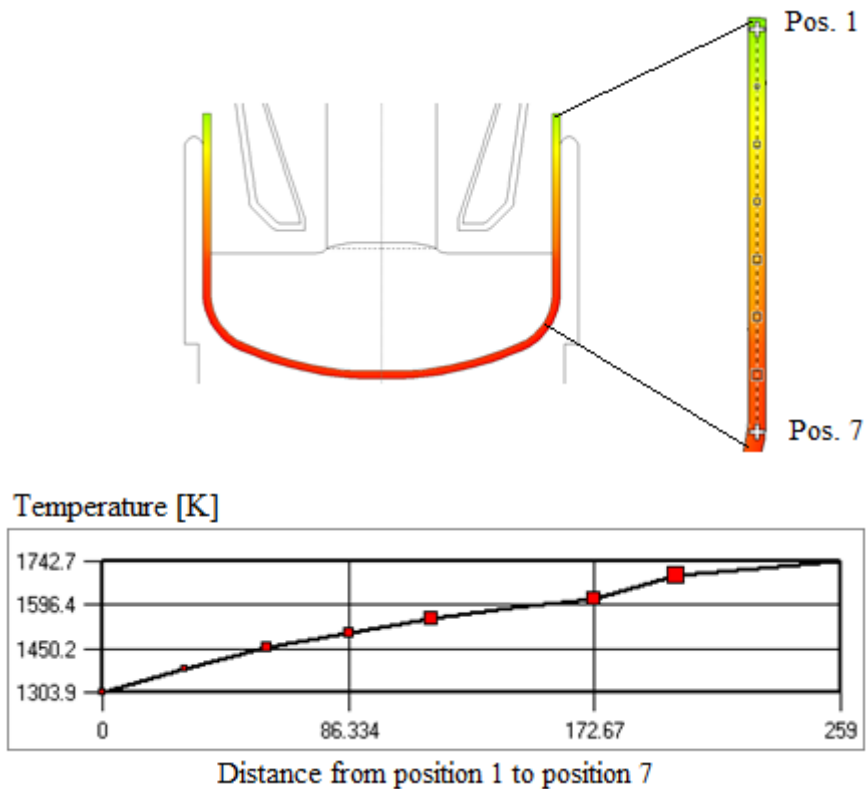 Pos. 1
Pos. 7
Temperature [K]
1742.7
1596.4
1450.2
1303.9
0 86.334 172.67 259
Distance from position 1 to position 7